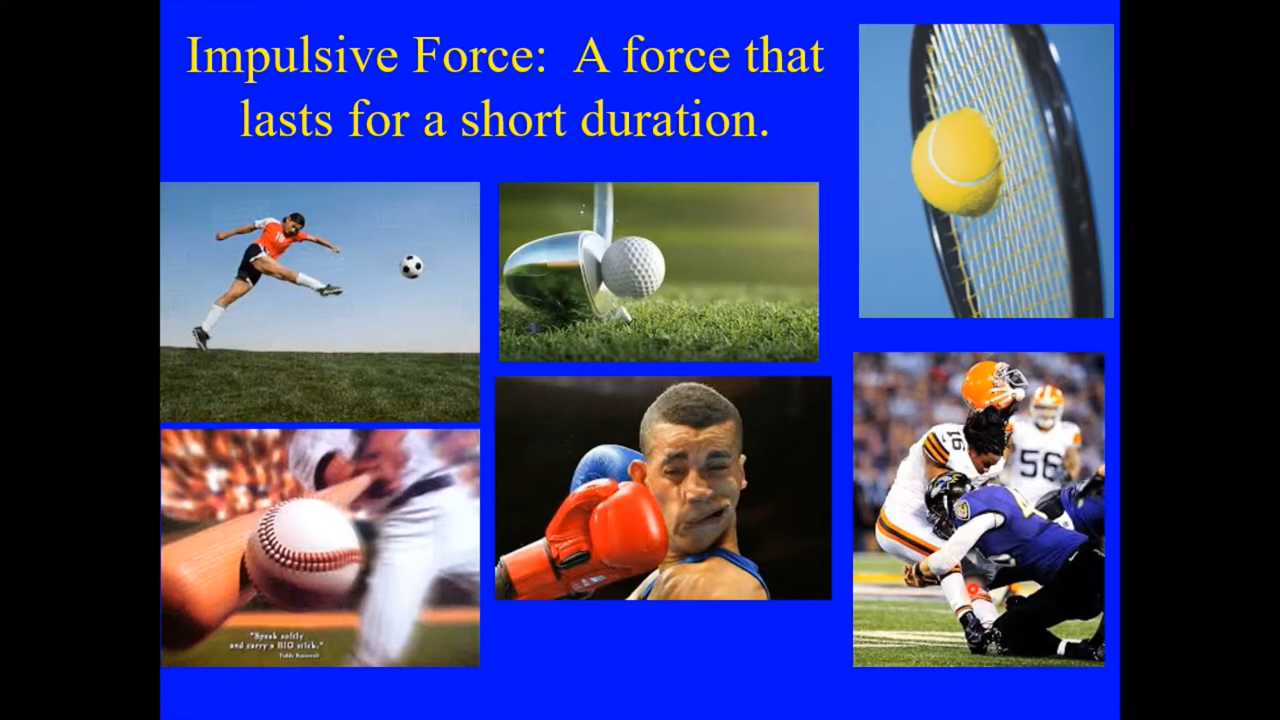 Impulsive Force:  A force that
lasts for a short duration.
"Speak softly
and carry a BIG stick."
Teddy Roosevelt
16
56